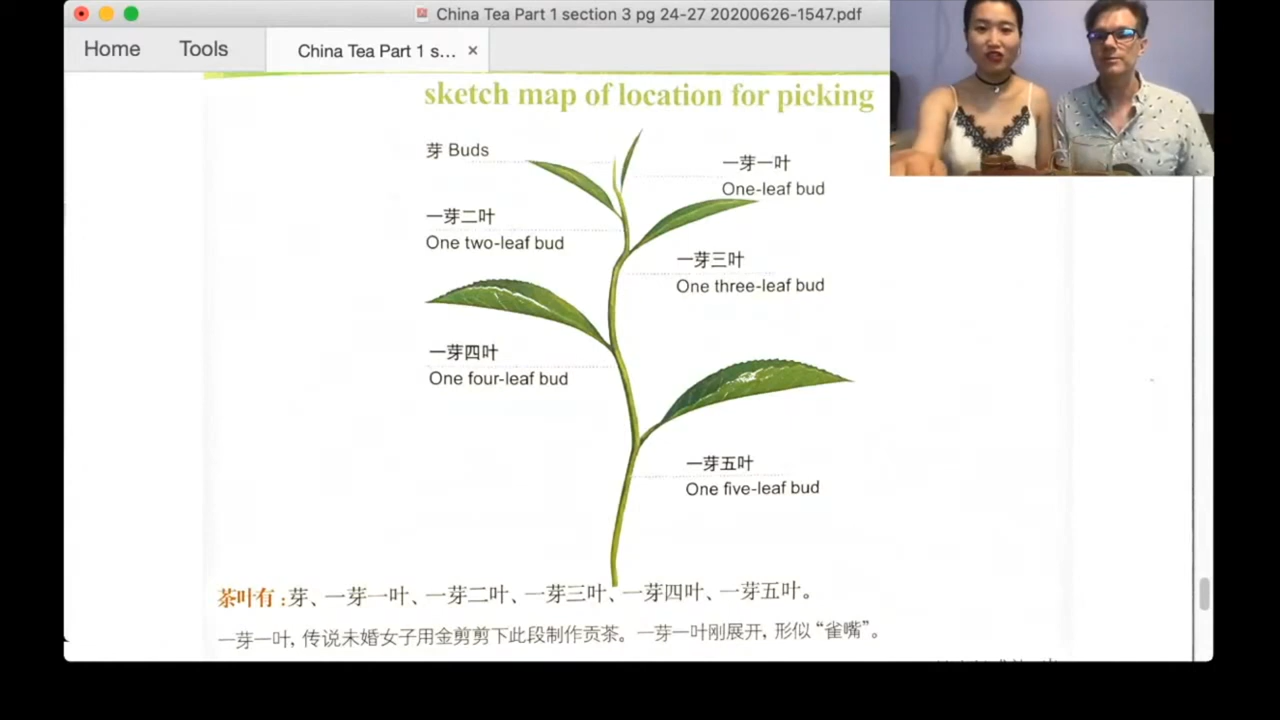 China Tea Part 1 section 3 pg 24-27 20200626-1547.pdf
Home Tools China Tea Part 1 s... ×
sketch map of location for picking
芽 Buds
一芽一叶
One-leaf bud
一芽二叶
One two-leaf bud
一芽三叶
One three-leaf bud
一芽四叶
One four-leaf bud
一芽五叶
One five-leaf bud
茶叶有：芽、一芽一叶、一芽二叶、一芽三叶、一芽四叶、一芽五叶。
一芽一叶，传说未婚女子用金剪剪下此段制作贡茶。一芽一叶刚展开，形似“雀嘴”。